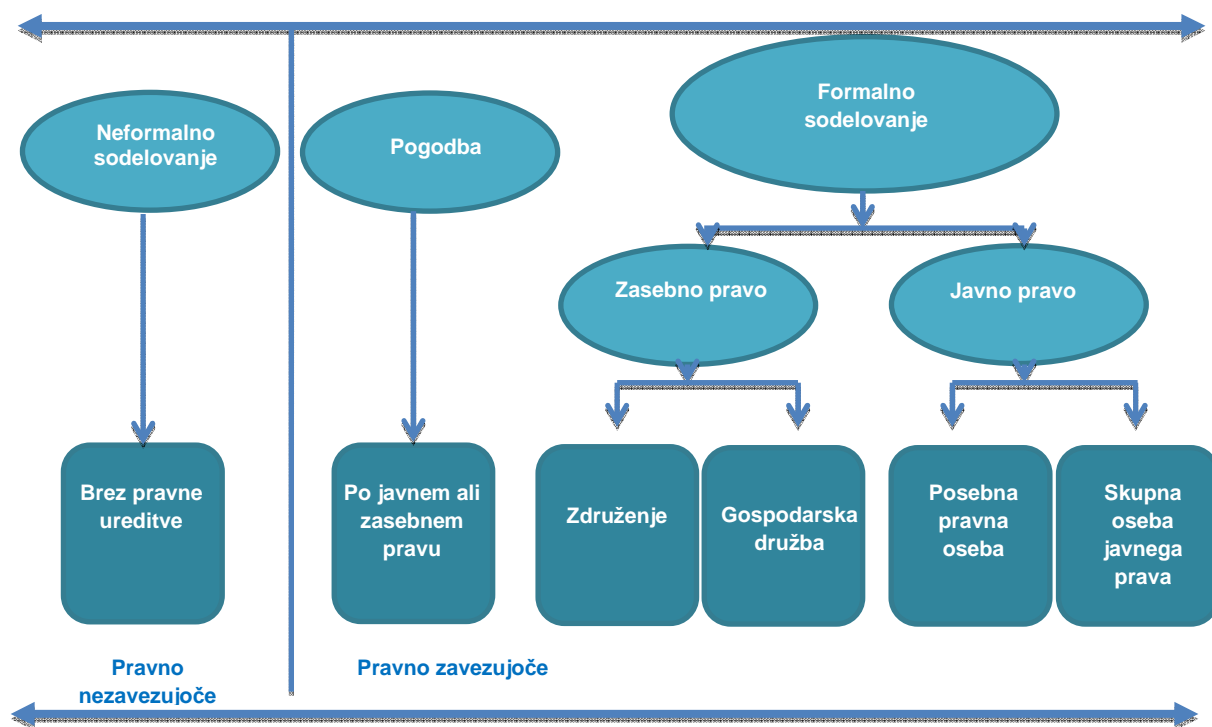 Formalno
sodelovanje
Neformalno
sodelovanje
Pogodba
Zasebno pravo
Javno pravo
Brez pravne
ureditve
Po javnem ali
zasebnem
pravu
Združenje
Gospodarska
družba
Posebna
pravna
oseba
Skupna
oseba
javnega
prava
Pravno
nezavezujoče
Pravno zavezujoče